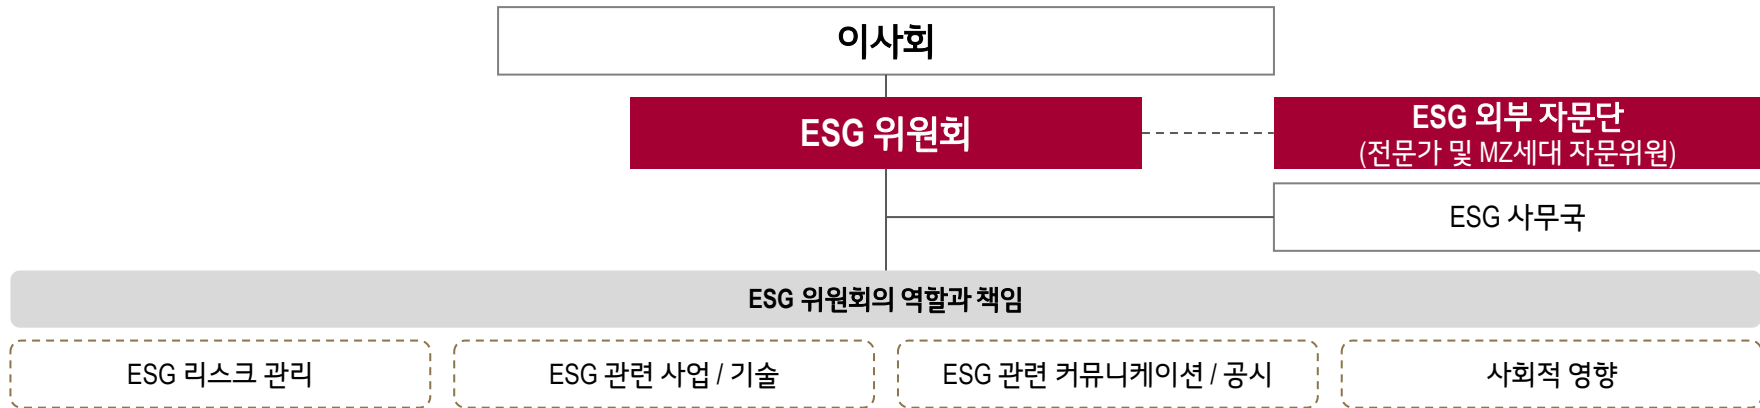 이사회
ESG 위원회
ESG 외부 자문단
(전문가 및 MZ세대 자문위원)
ESG 사무국
ESG 위원회의 역할과 책임
ESG 리스크 관리
ESG 관련 사업 / 기술
ESG 관련 커뮤니케이션 / 공시
사회적 영향